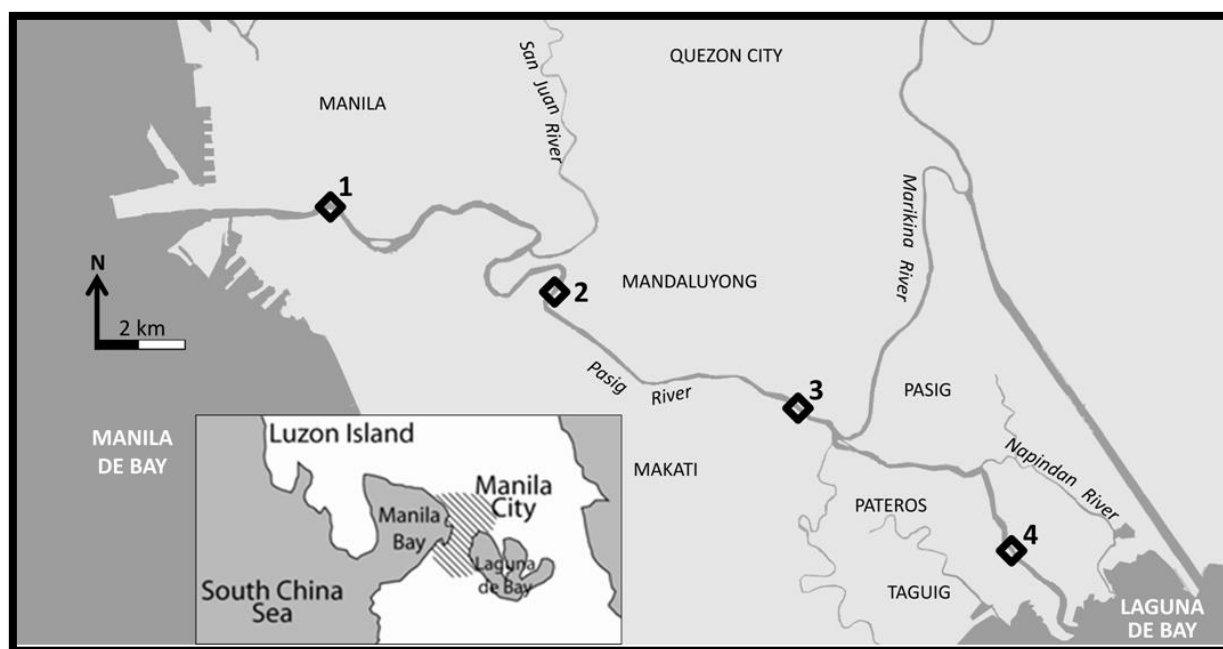 QUEZON CITY
San Juan River
MANILA
1
Marikina River
N
2 km
2
MANDALUYONG
Pasig River
3
PASIG
MANILA
DE BAY
MAKATI
Napindan River
PATEROS
4
TAGUIG
LAGUNA
DE BAY
Luzon Island
Manila
City
Manila
Bay
Laguna
de Bay
South China
Sea